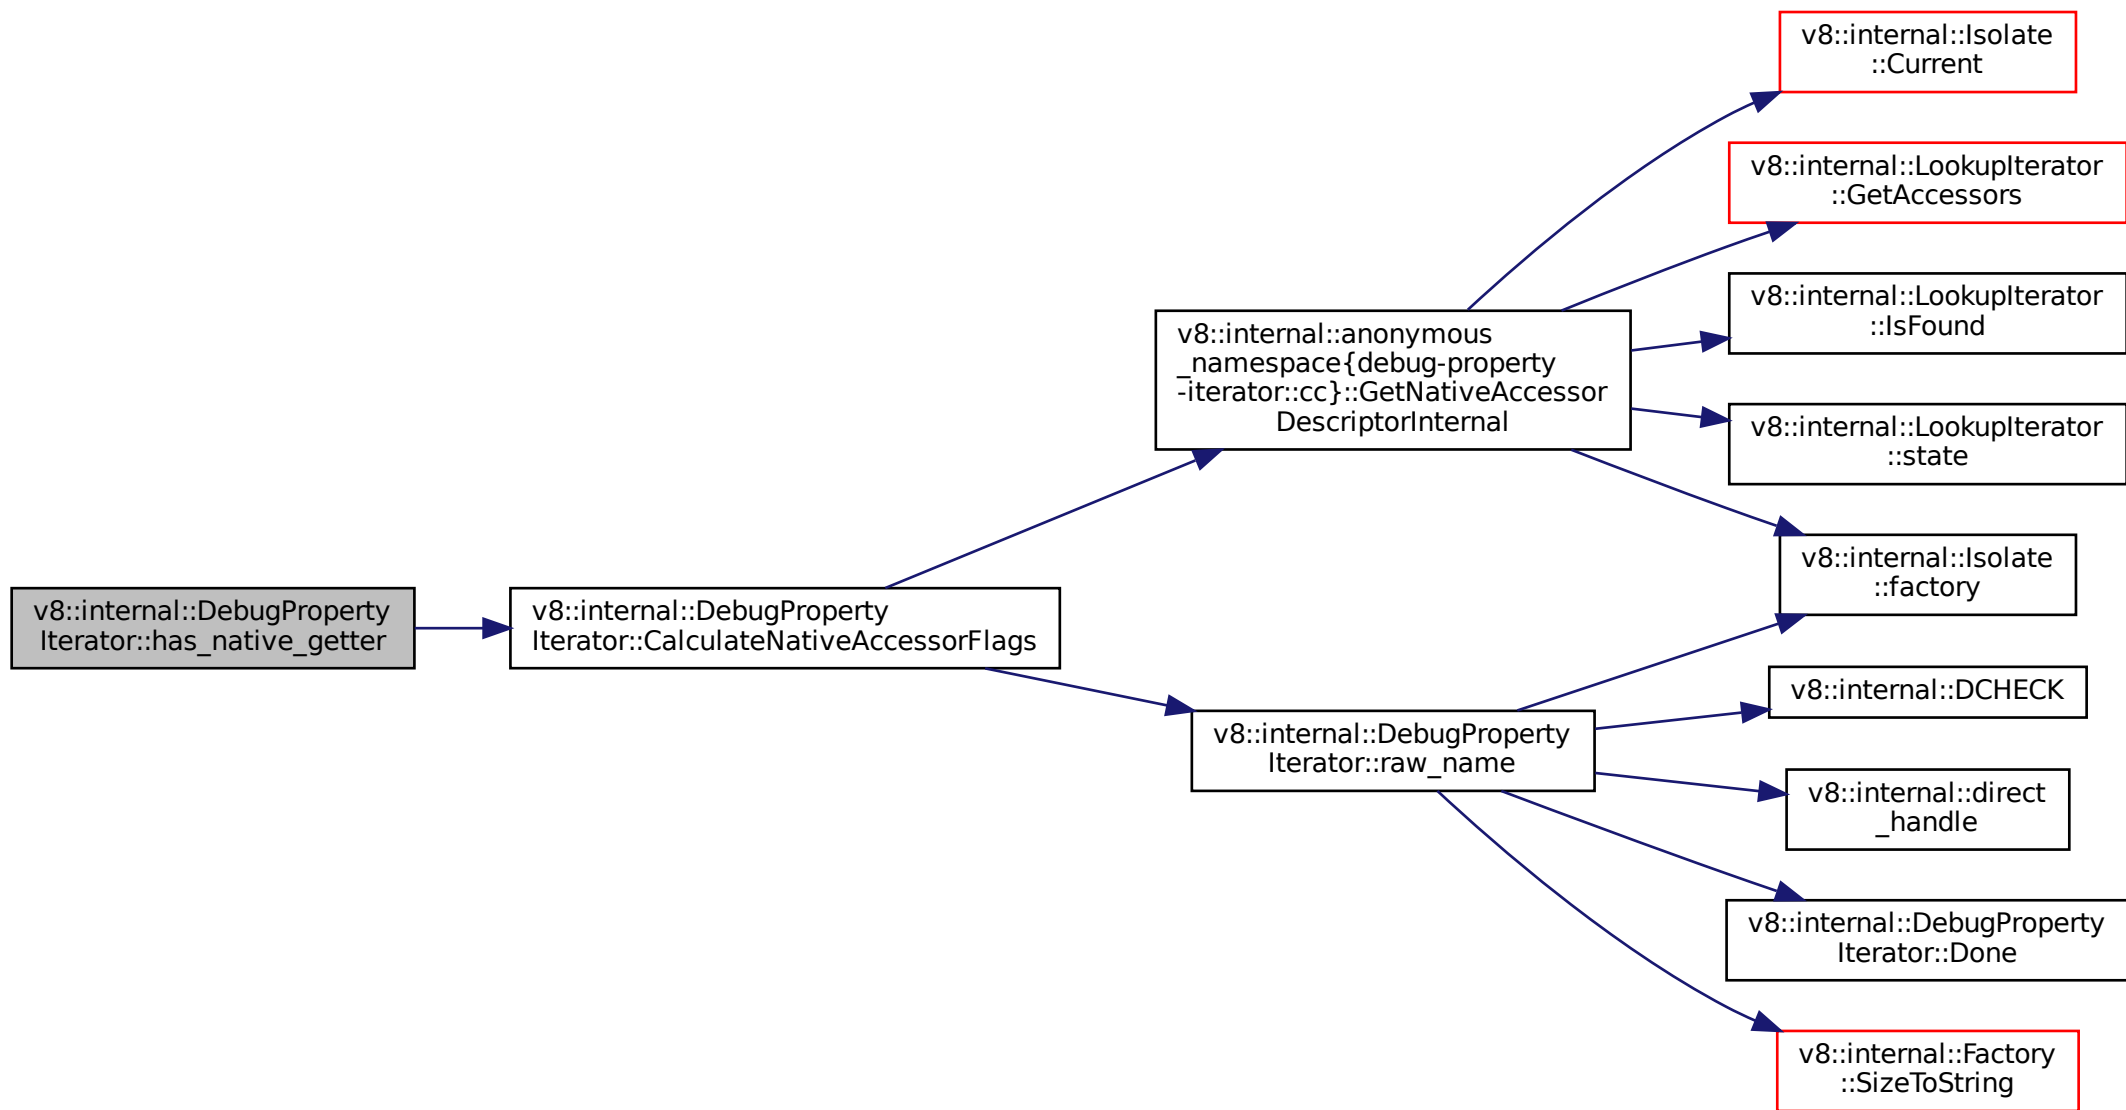 v8::internal::Isolate
::Current
v8::internal::LookupIterator
::GetAccessors
v8::internal::LookupIterator
::IsFound
v8::internal::anonymous
_namespace{debug-property
-iterator::cc}::GetNativeAccessor
DescriptorInternal
v8::internal::LookupIterator
::state
v8::internal::Isolate
::factory
v8::internal::DebugProperty
Iterator::has_native_getter
v8::internal::DebugProperty
Iterator::CalculateNativeAccessorFlags
v8::internal::DCHECK
v8::internal::DebugProperty
Iterator::raw_name
v8::internal::direct
_handle
v8::internal::DebugProperty
Iterator::Done
v8::internal::Factory
::SizeToString